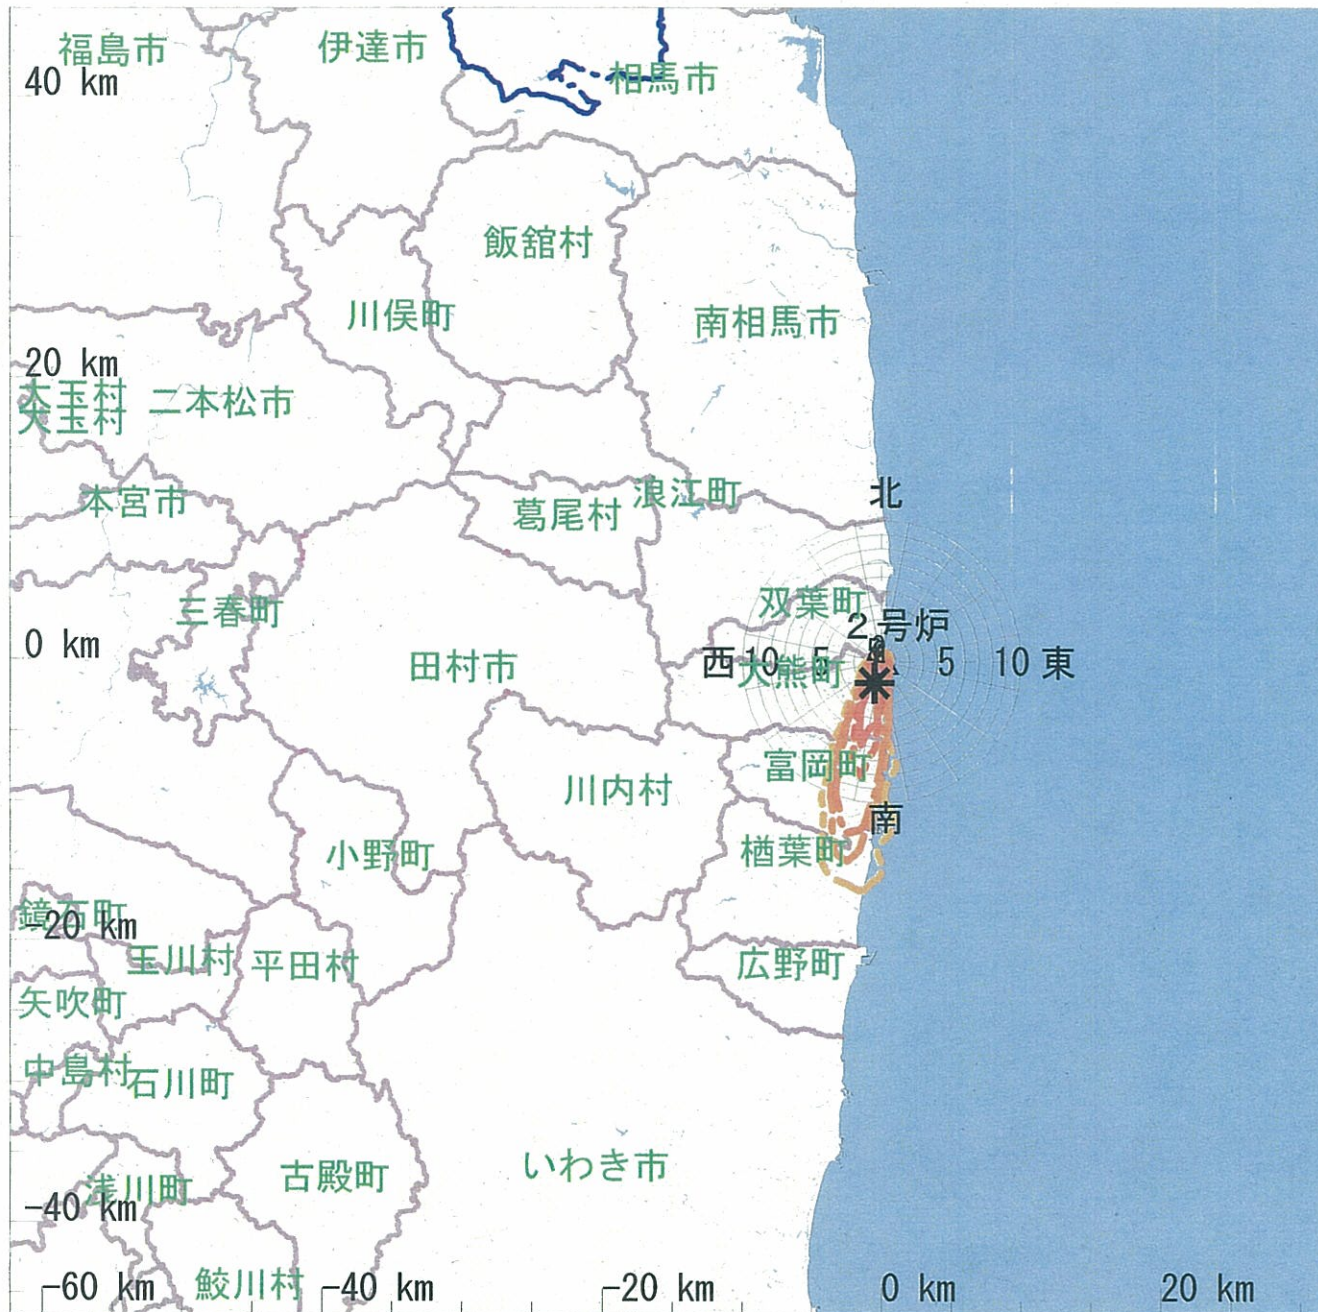 福島市
伊達市
相馬市
40 km
飯舘村
川俣町
南相馬市
20 km
大玉村
大玉村
二本松市
本宮市
葛尾村
浪江町
北
双葉町
三春町
2号炉
0 km
田村市
西
10
5
大熊町
5
10
東
富岡町
川内村
南
小野町
楢葉町
鏡石町
-20 km
玉川村
平田村
広野町
矢吹町
中島村
石川町
いわき市
古殿町
浅川町
-40 km
鮫川村
-60 km
-40 km
-20 km
0 km
20 km